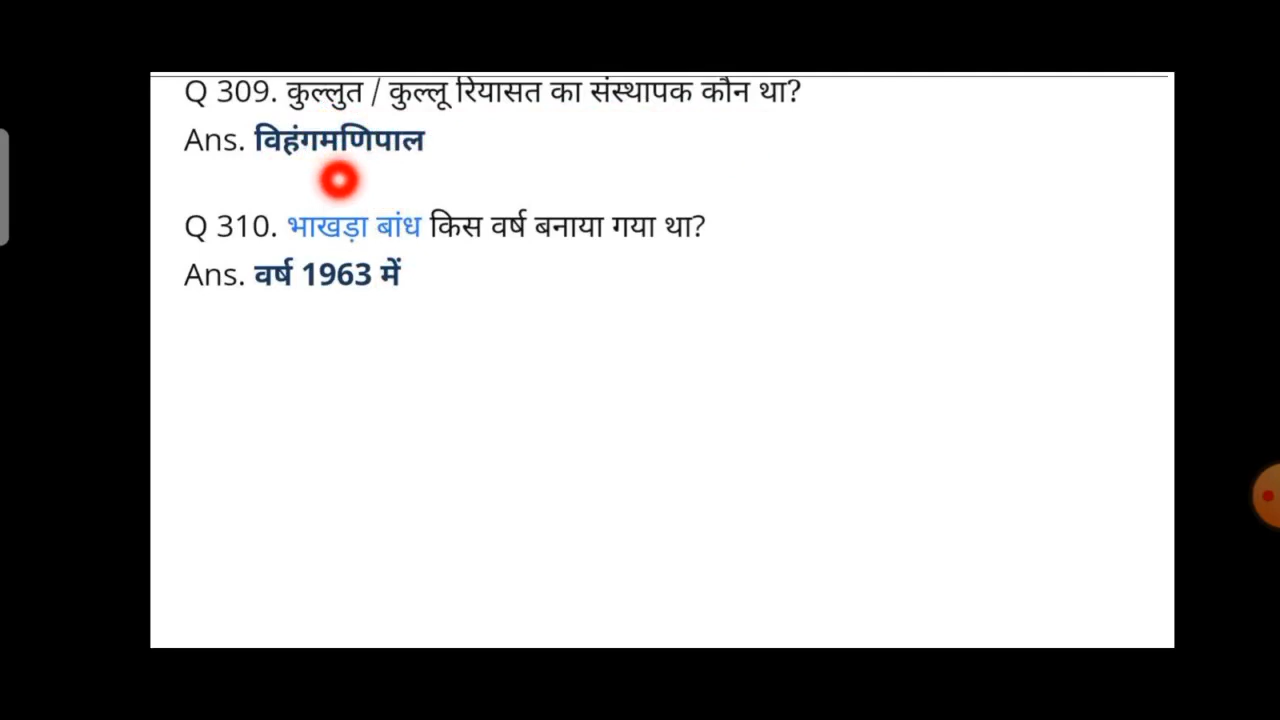 Q 309. कुल्लुत / कुल्लू रियासत का संस्थापक कौन था?
Ans. विहंगमणिपाल
Q 310. भाखड़ा बांध किस वर्ष बनाया गया था?
Ans. वर्ष 1963 में